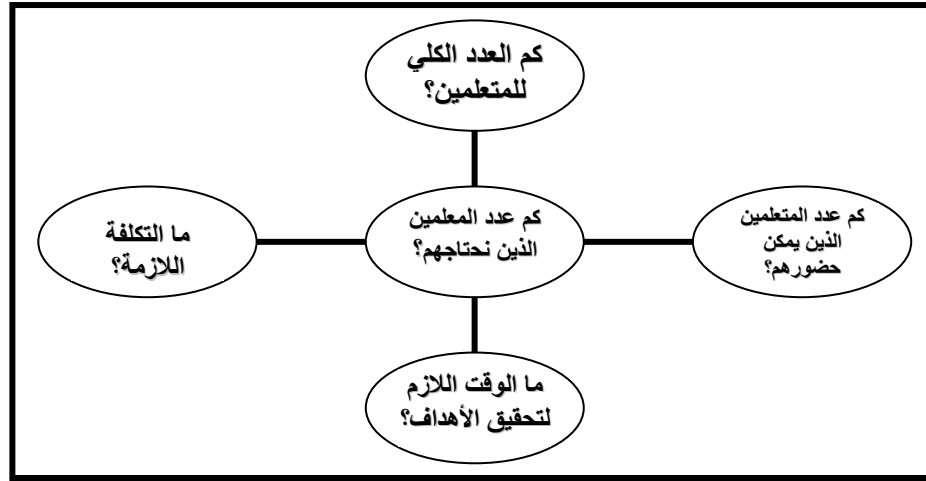 كم العدد الكلي
للمتعلمين؟
كم عدد المتعلمين
الذين يمكن
حضورهم؟
كم عدد المعلمين
الذين نحتاجهم؟
ما التكلفة
اللازمة؟
ما الوقت اللازم
لتحقيق الأهداف؟